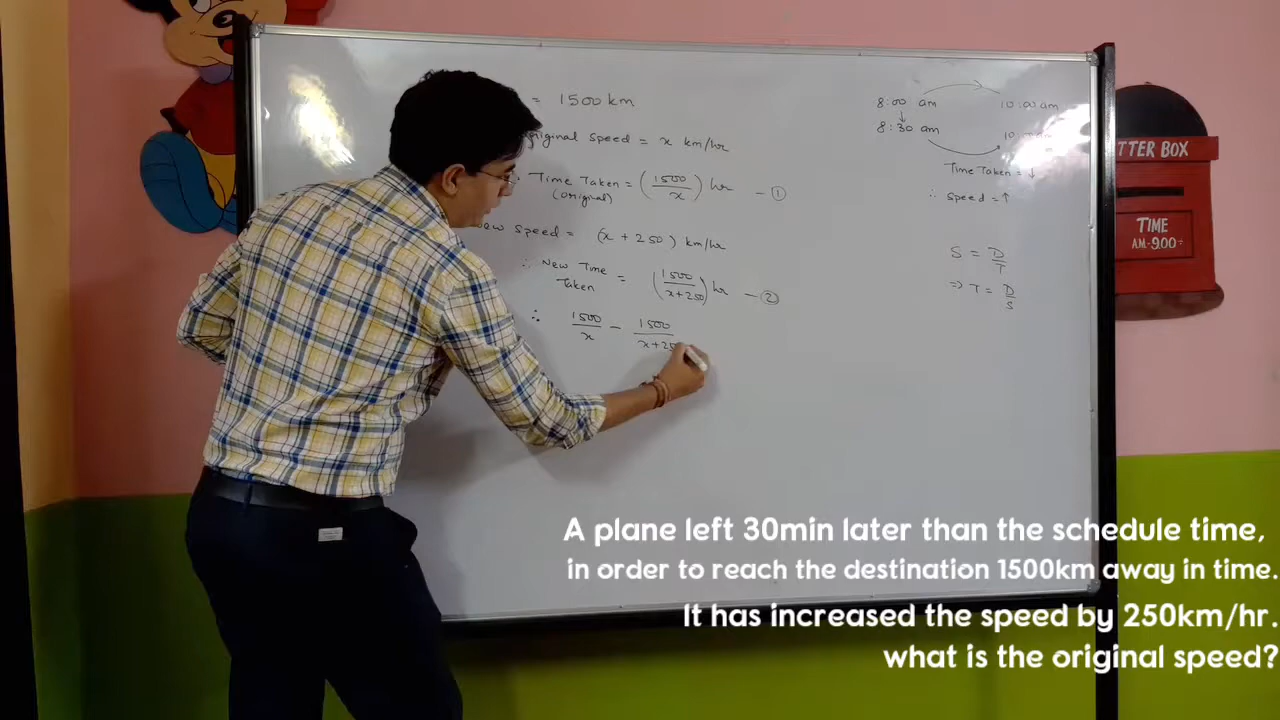 = 1500 km
original speed = x km/hr
∴ Time Taken = (1500/x) hr - ①
(original)
New speed = (x + 250) km/hr
∴ New Time Taken = (1500/x+250) hr - ②
∴ 1500/x - 1500/x+250
8:00 am 10:00 am
↓
8:30 am
Time Taken = ↓
∴ Speed = ↑
S = D/T
⇒ T = D/S
TTER BOX
TIME
A.M-9.00
A plane left 30min later than the schedule time,
in order to reach the destination 1500km away in time.
It has increased the speed by 250km/hr.
what is the original speed?